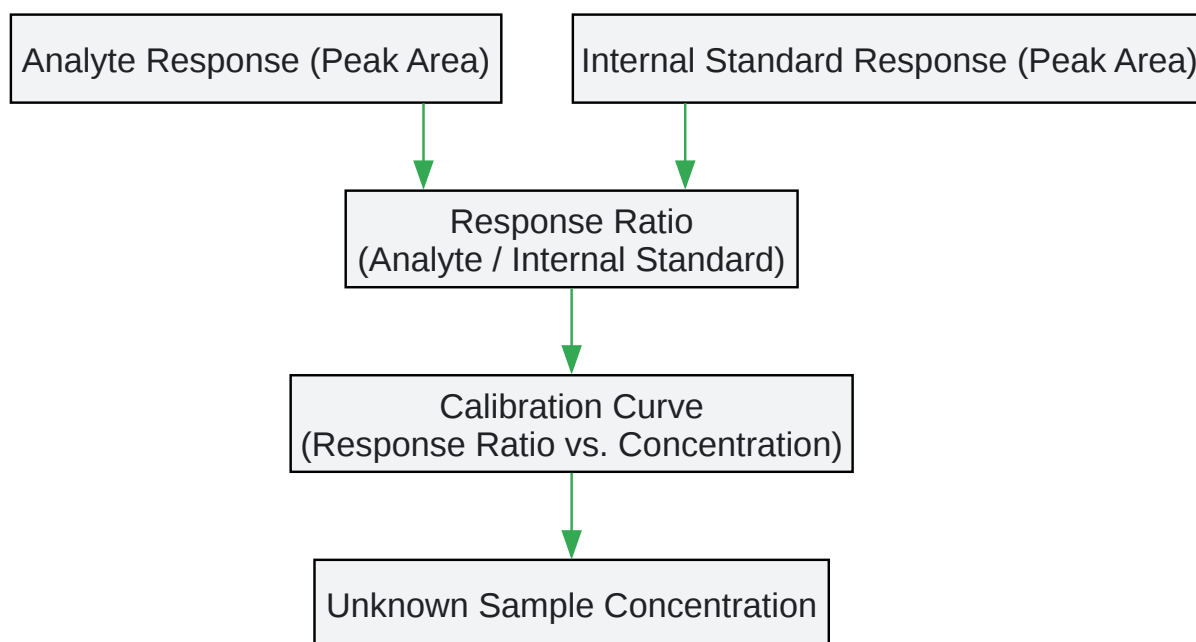 Analyte Response (Peak Area)
Internal Standard Response (Peak Area)
Response Ratio
(Analyte / Internal Standard)
Calibration Curve
(Response Ratio vs. Concentration)
Unknown Sample Concentration